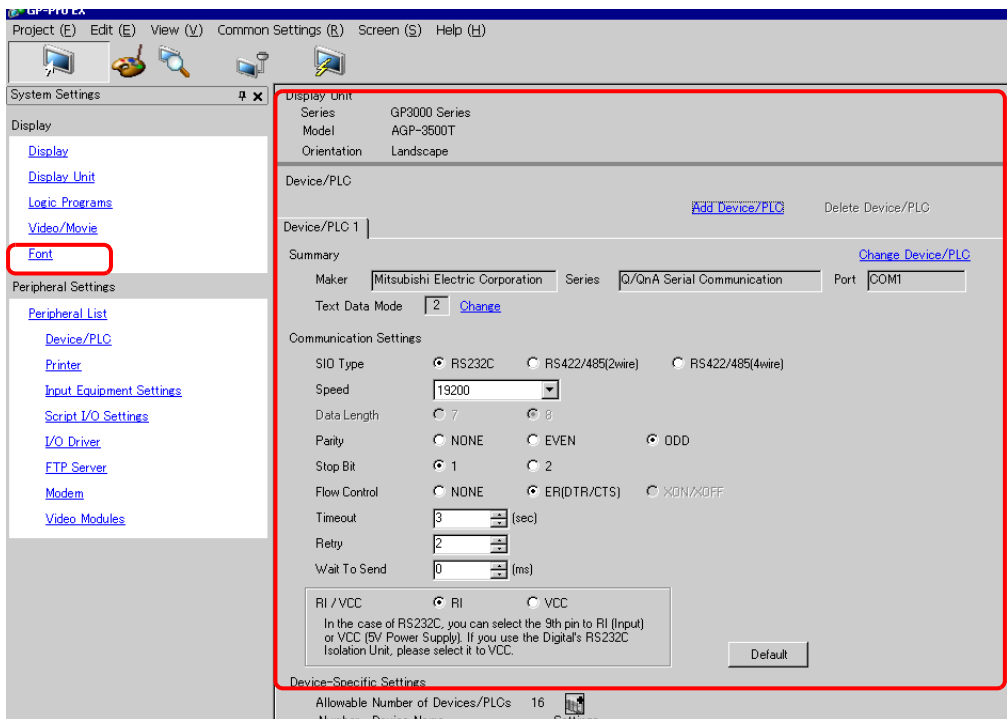 GP-Pro EX
Project (F) Edit (E) View (V) Common Settings (R) Screen (S) Help (H)
System Settings
Display
Display
Display Unit
Logic Programs
Video/Movie
Font
Peripheral Settings
Peripheral List
Device/PLC
Printer
Input Equipment Settings
Script I/O Settings
I/O Driver
FTP Server
Modem
Video Modules
Display Unit
Series GP3000 Series
Model AGP-3500T
Orientation Landscape
Device/PLC
Add Device/PLC Delete Device/PLC
Device/PLC 1
Summary Change Device/PLC
Maker Mitsubishi Electric Corporation Series Q/QnA Serial Communication Port COM1
Text Data Mode 2 Change
Communication Settings
SIO Type RS232C RS422/485(2wire) RS422/485(4wire)
Speed 19200
Data Length 7 8
Parity NONE EVEN ODD
Stop Bit 1 2
Flow Control NONE ER(DTR/CTS) XON/XOFF
Timeout 3 (sec)
Retry 2
Wait To Send 0 (ms)
RI / VCC RI VCC
In the case of RS232C, you can select the 9th pin to RI (Input)
or VCC (5V Power Supply). If you use the Digital's RS232C
Isolation Unit, please select it to VCC.
Default
Device-Specific Settings
Allowable Number of Devices/PLCs 16
Number Device Name Settings